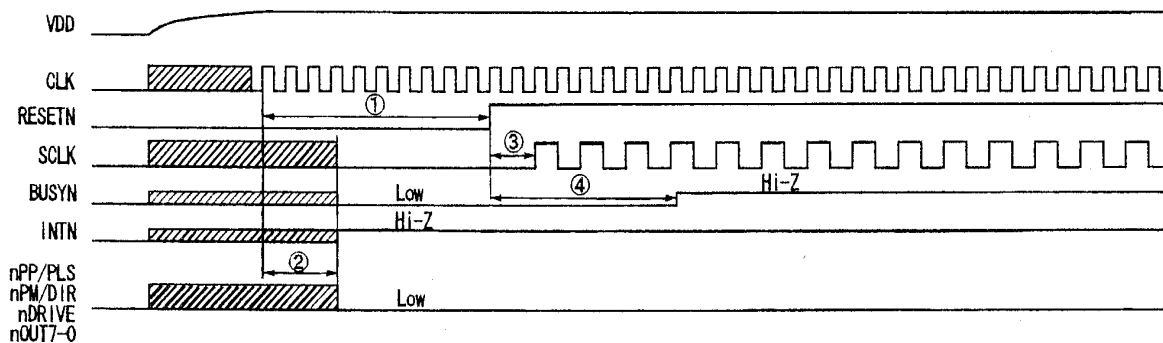 VDD
CLK
①
RESETN
③
SCLK
④
Hi-Z
BUSYN
Low
Hi-Z
INTN
②
nPP/PLS
nPM/DIR
Low
nDRIVE
nOUT7-0